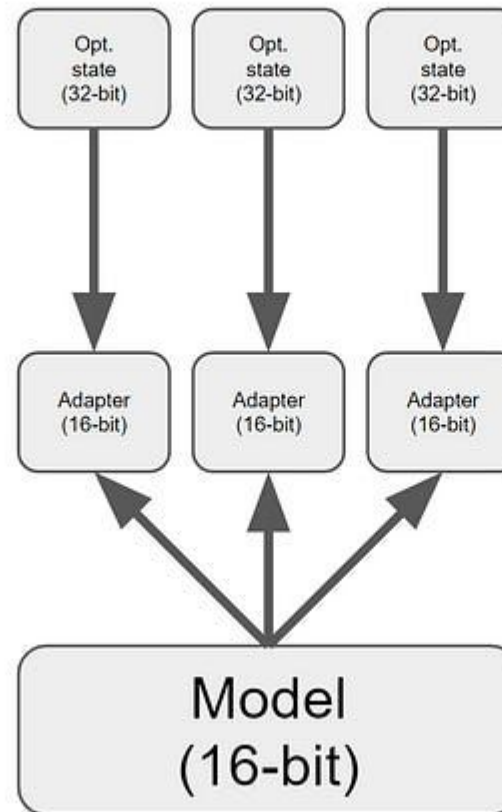 Opt.
state
(32-bit)
Opt.
state
(32-bit)
Opt.
state
(32-bit)
Adapter
(16-bit)
Adapter
(16-bit)
Adapter
(16-bit)
Model
(16-bit)